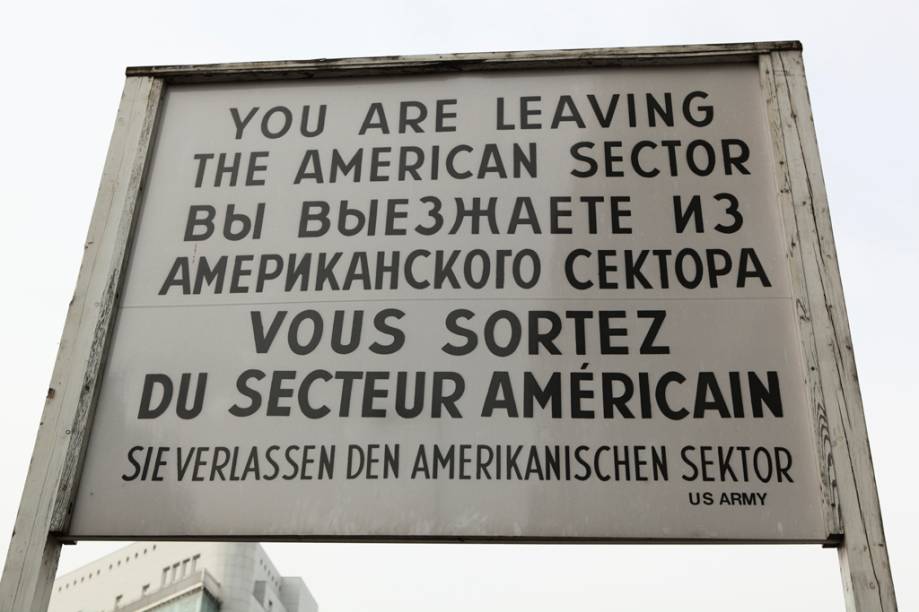 YOU ARE LEAVING
THE AMERICAN SECTOR
ВЫ ВЫЕЗЖАЕТЕ ИЗ
АМЕРИКАНСКОГО СЕКТОРА
VOUS SORTEZ
DU SECTEUR AMÉRICAIN
SIE VERLASSEN DEN AMERIKANISCHEN SEKTOR
US ARMY